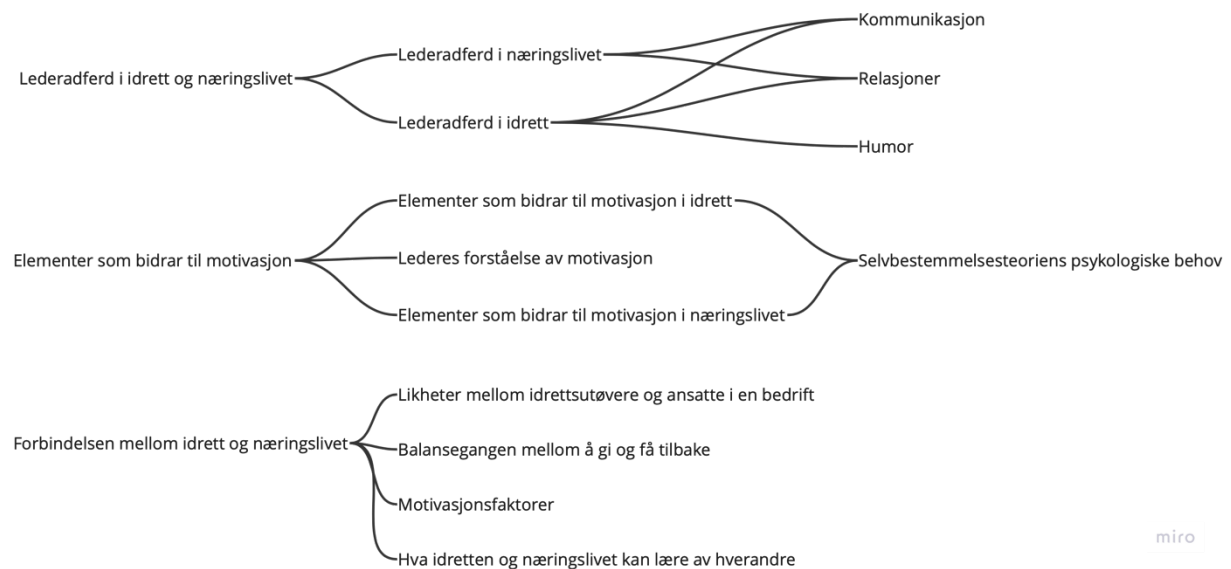 Kommunikasjon
Lederadferd i næringslivet
Lederadferd i idrett og næringslivet
Relasjoner
Lederadferd i idrett
Humor
Elementer som bidrar til motivasjon i idrett
Elementer som bidrar til motivasjon
Lederes forståelse av motivasjon
Selvbestemmelsesteoriens psykologiske behov
Elementer som bidrar til motivasjon i næringslivet
Likheter mellom idrettsutøvere og ansatte i en bedrift
Forbindelsen mellom idrett og næringslivet
Balansegangen mellom å gi og få tilbake
Motivasjonsfaktorer
Hva idretten og næringslivet kan lære av hverandre
miro